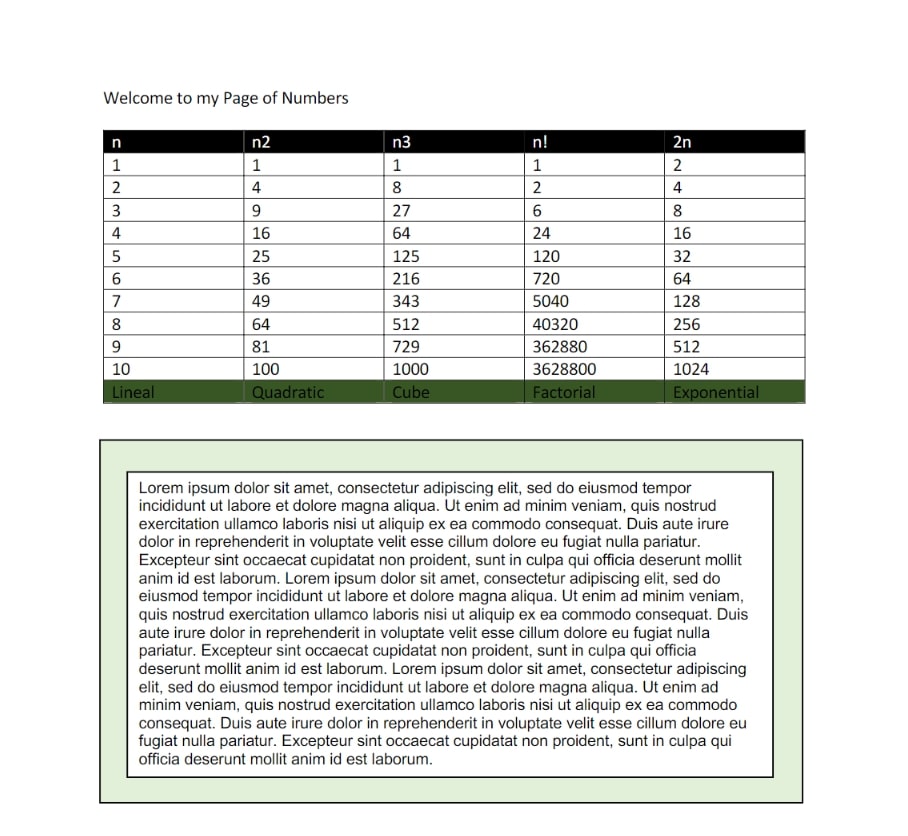 Welcome to my Page of Numbers
n n2 n3 n! 2n
1 1 1 1 2
2 4 8 2 4
3 9 27 6 8
4 16 64 24 16
5 25 125 120 32
6 36 216 720 64
7 49 343 5040 128
8 64 512 40320 256
9 81 729 362880 512
10 100 1000 3628800 1024
Lineal Quadratic Cube Factorial Exponential
Lorem ipsum dolor sit amet, consectetur adipiscing elit, sed do eiusmod tempor
incididunt ut labore et dolore magna aliqua. Ut enim ad minim veniam, quis nostrud
exercitation ullamco laboris nisi ut aliquip ex ea commodo consequat. Duis aute irure
dolor in reprehenderit in voluptate velit esse cillum dolore eu fugiat nulla pariatur.
Excepteur sint occaecat cupidatat non proident, sunt in culpa qui officia deserunt mollit
anim id est laborum. Lorem ipsum dolor sit amet, consectetur adipiscing elit, sed do
eiusmod tempor incididunt ut labore et dolore magna aliqua. Ut enim ad minim veniam,
quis nostrud exercitation ullamco laboris nisi ut aliquip ex ea commodo consequat. Duis
aute irure dolor in reprehenderit in voluptate velit esse cillum dolore eu fugiat nulla
pariatur. Excepteur sint occaecat cupidatat non proident, sunt in culpa qui officia
deserunt mollit anim id est laborum. Lorem ipsum dolor sit amet, consectetur adipiscing
elit, sed do eiusmod tempor incididunt ut labore et dolore magna aliqua. Ut enim ad
minim veniam, quis nostrud exercitation ullamco laboris nisi ut aliquip ex ea commodo
consequat. Duis aute irure dolor in reprehenderit in voluptate velit esse cillum dolore eu
fugiat nulla pariatur. Excepteur sint occaecat cupidatat non proident, sunt in culpa qui
officia deserunt mollit anim id est laborum.